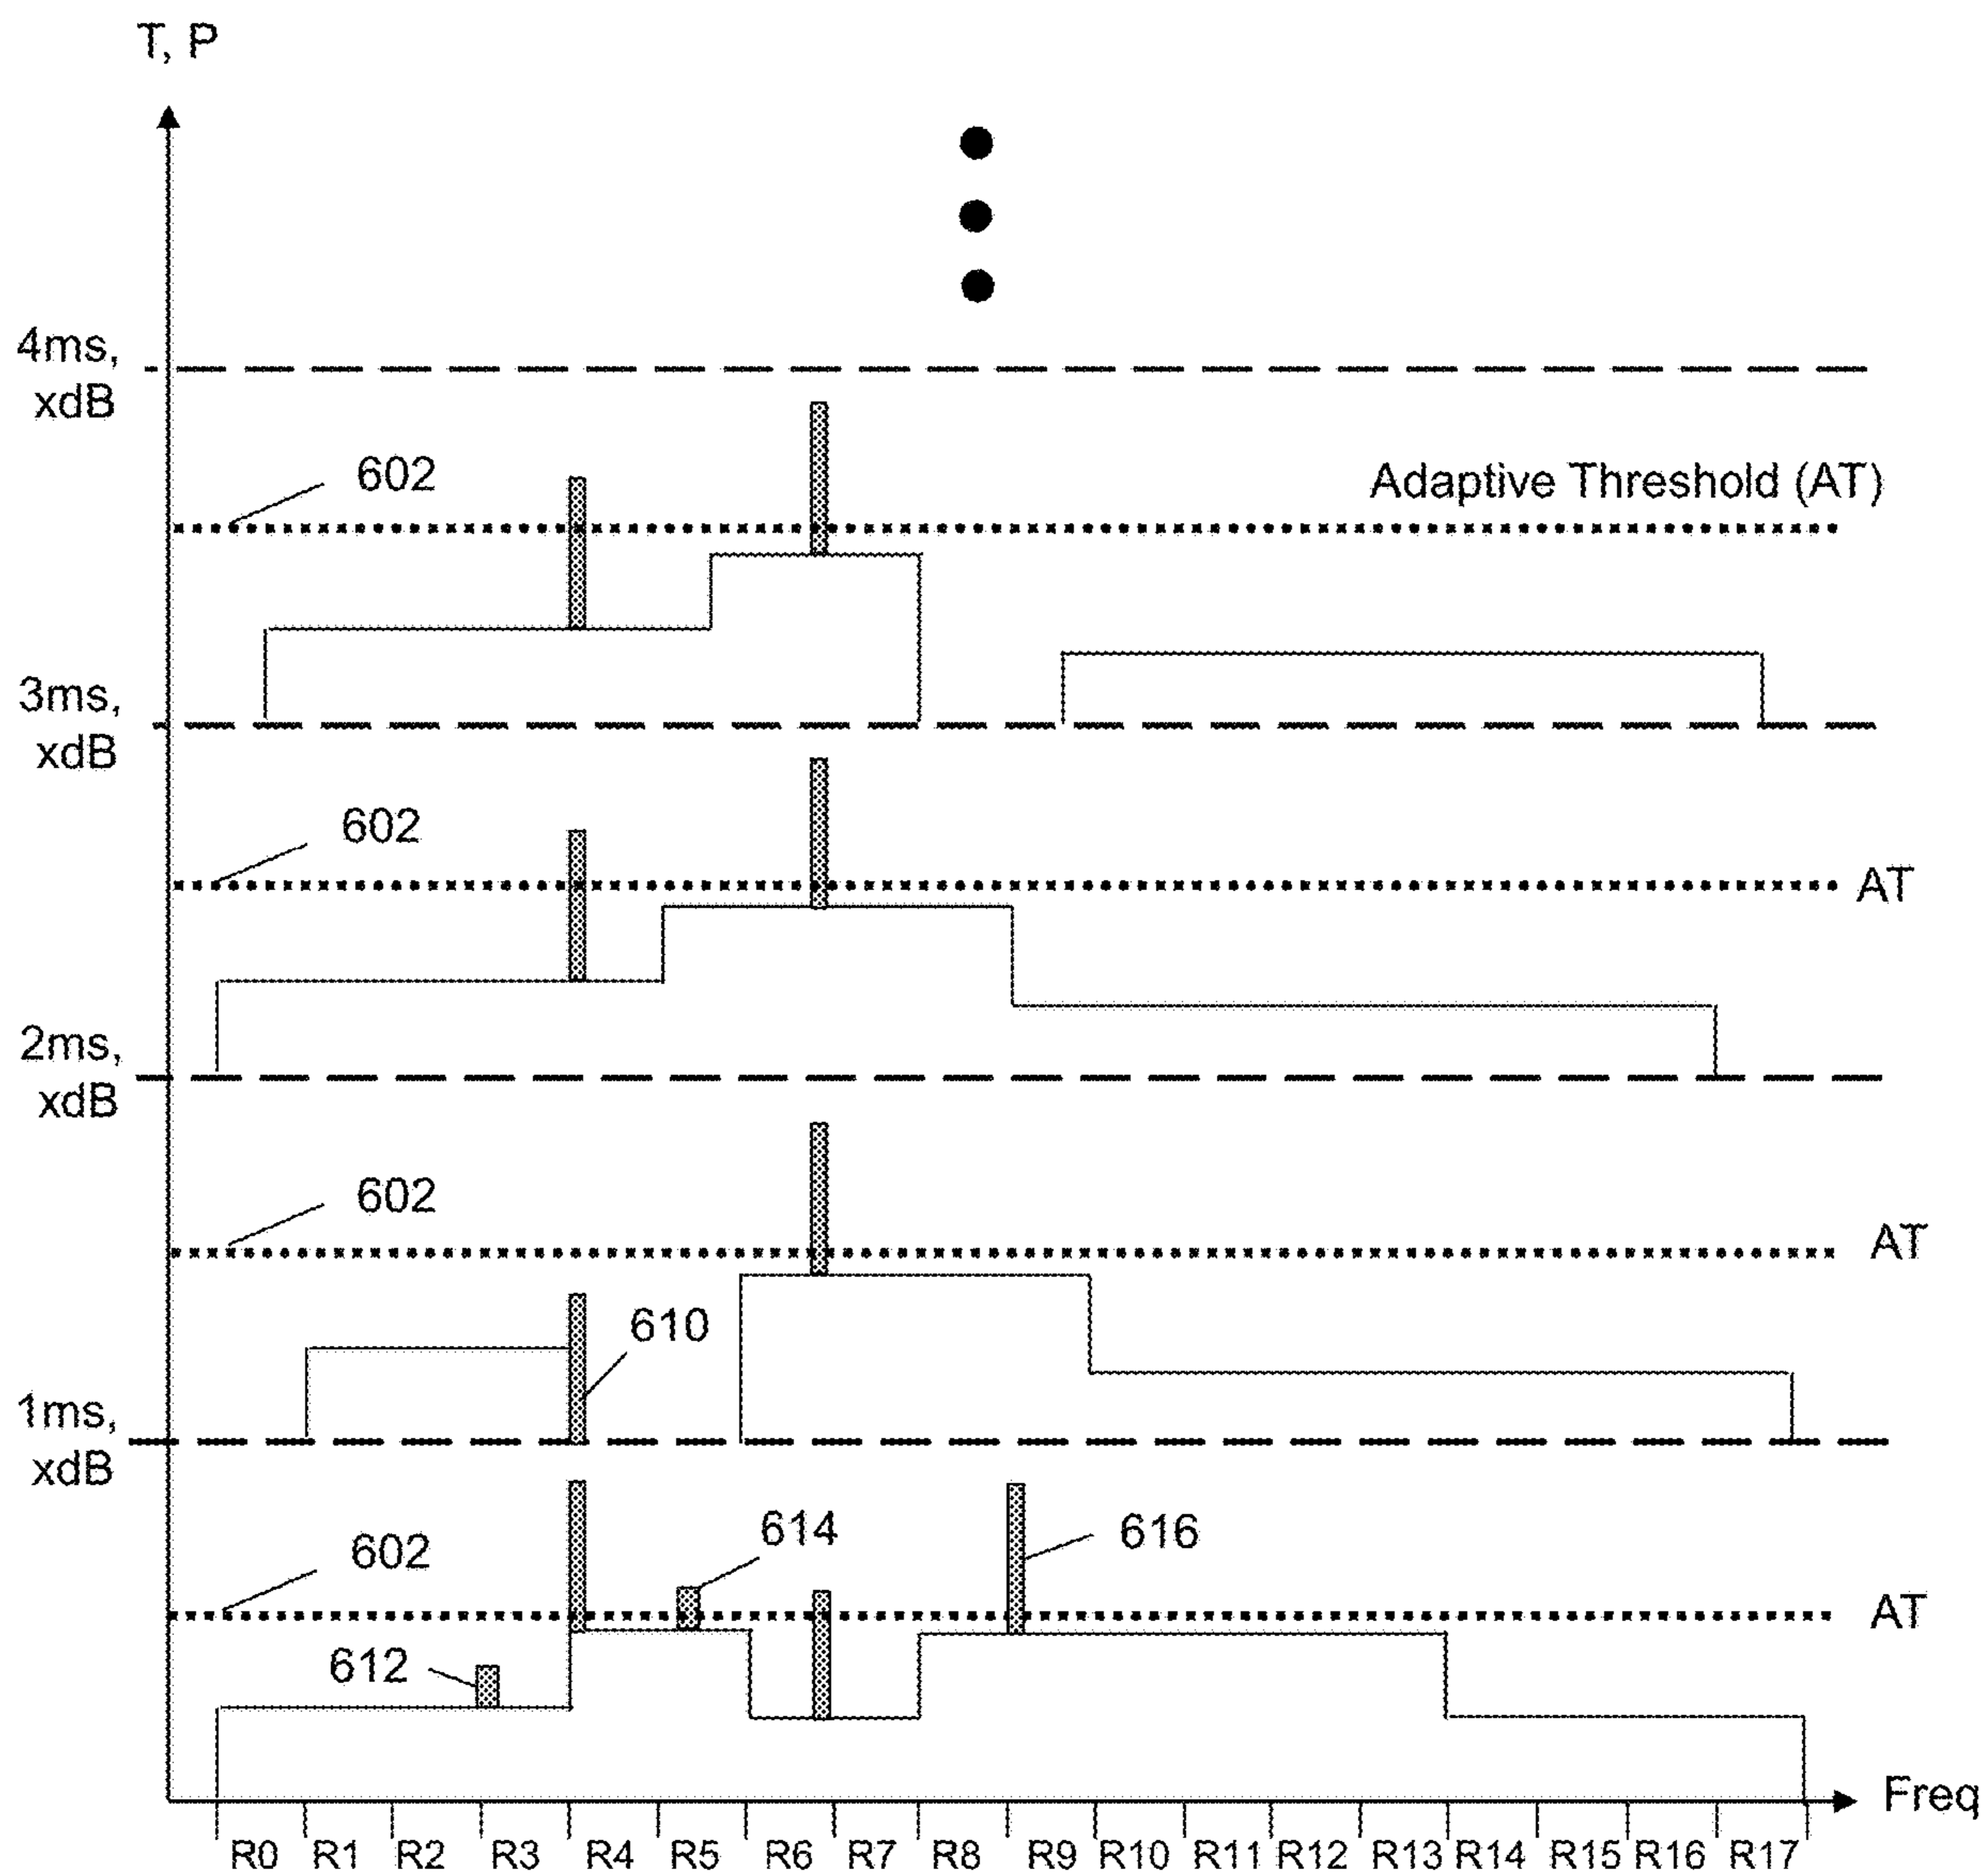 T, P
4ms,
xdB
602
Adaptive Threshold (AT)
3ms,
xdB
602
AT
2ms,
xdB
602
AT
610
1ms,
xdB
602
614
616
AT
612
Freq
R0 R1 R2 R3 R4 R5 R6 R7 R8 R9 R10 R11 R12 R13 R14 R15 R16 R17